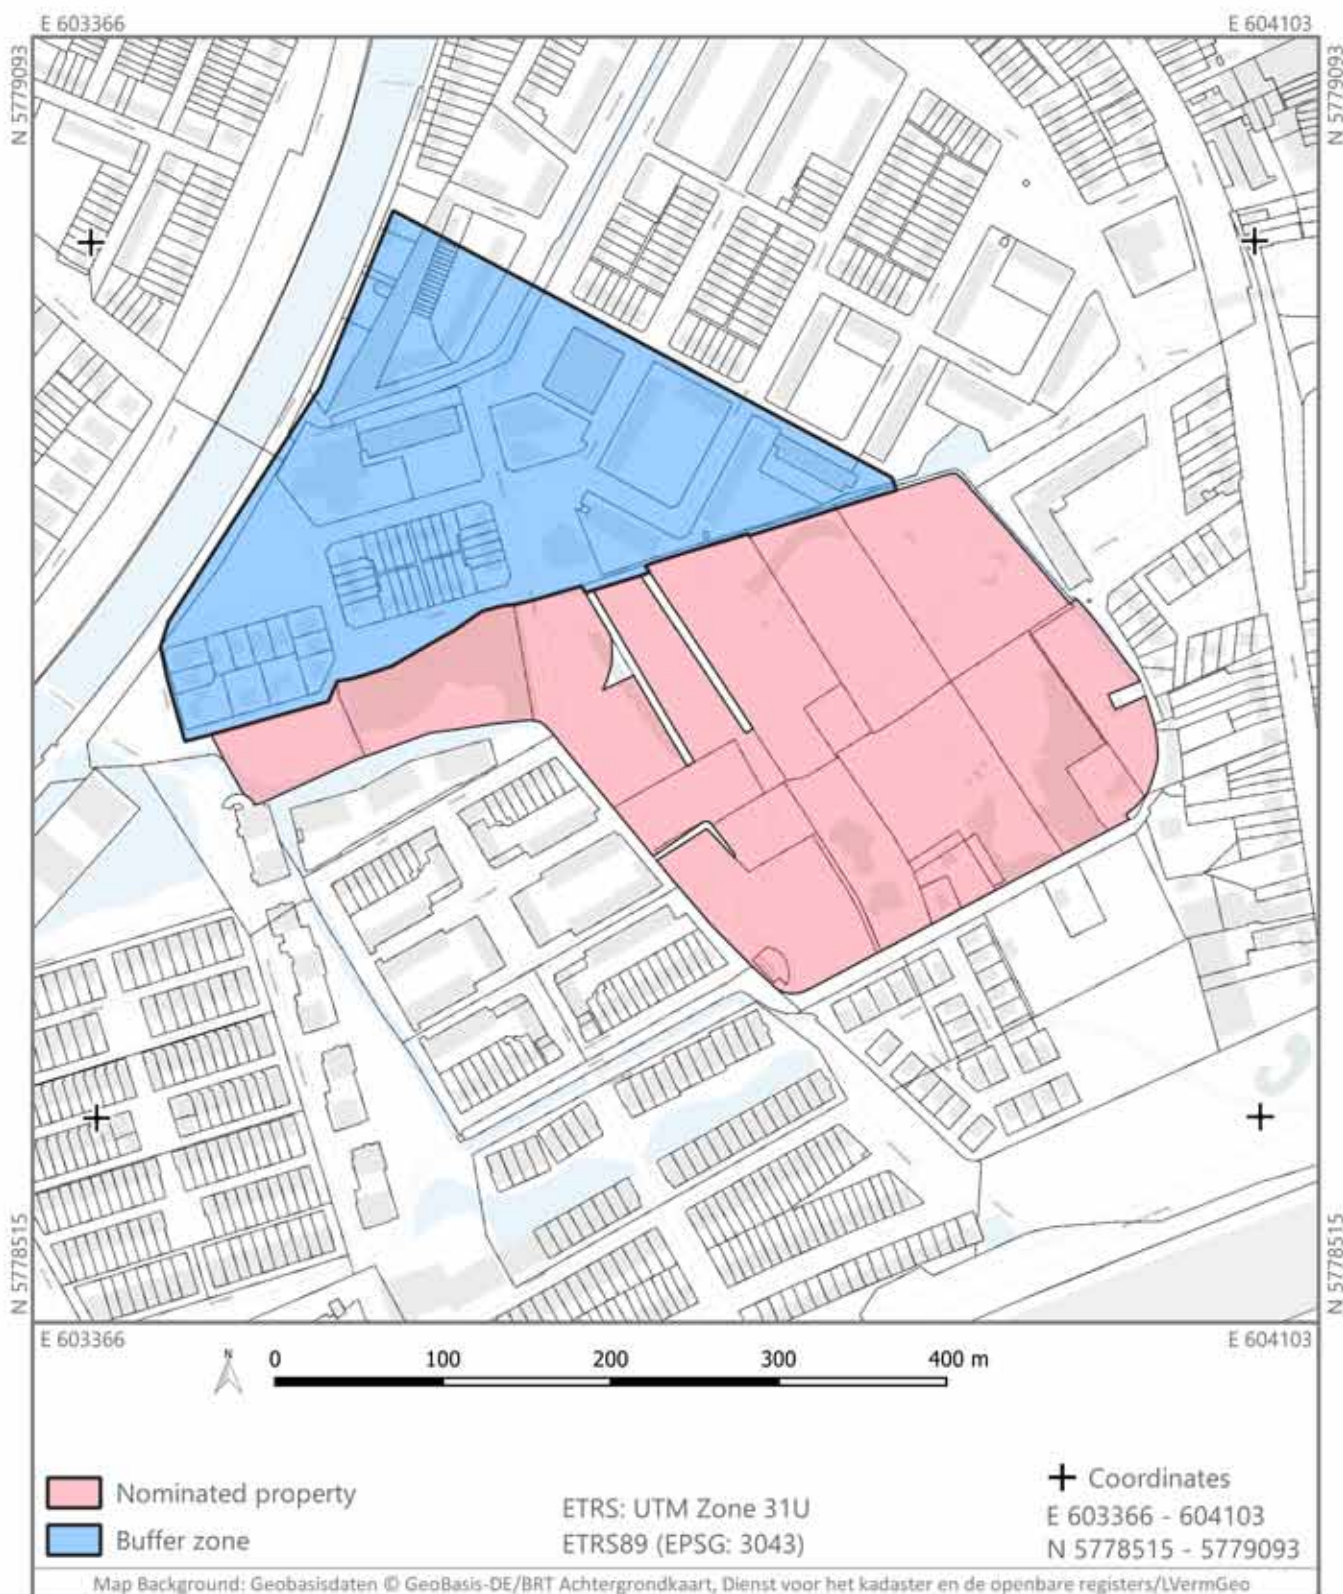 E 603366
E 604103
N 5779093
N 5779093
N 5778515
N 5778515
E 603366
E 604103
N
0 100 200 300 400 m
Nominated property
Buffer zone
ETRS: UTM Zone 31U
ETRS89 (EPSG: 3043)
Coordinates
E 603366 - 604103
N 5778515 - 5779093
Map Background: Geobasisdaten © GeoBasis-DE/BRT Achtergrondkaart, Dienst voor het kadaster en de openbare registers/LVermGeo